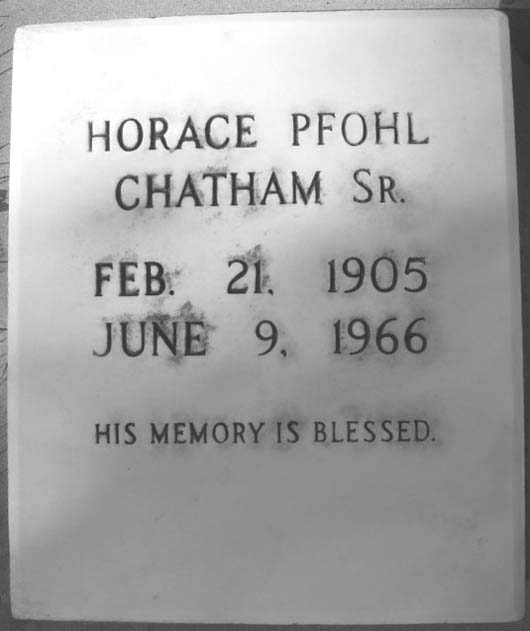 HORACE PFOHL
CHATHAM SR.
FEB. 21, 1905
JUNE 9, 1966
HIS MEMORY IS BLESSED.